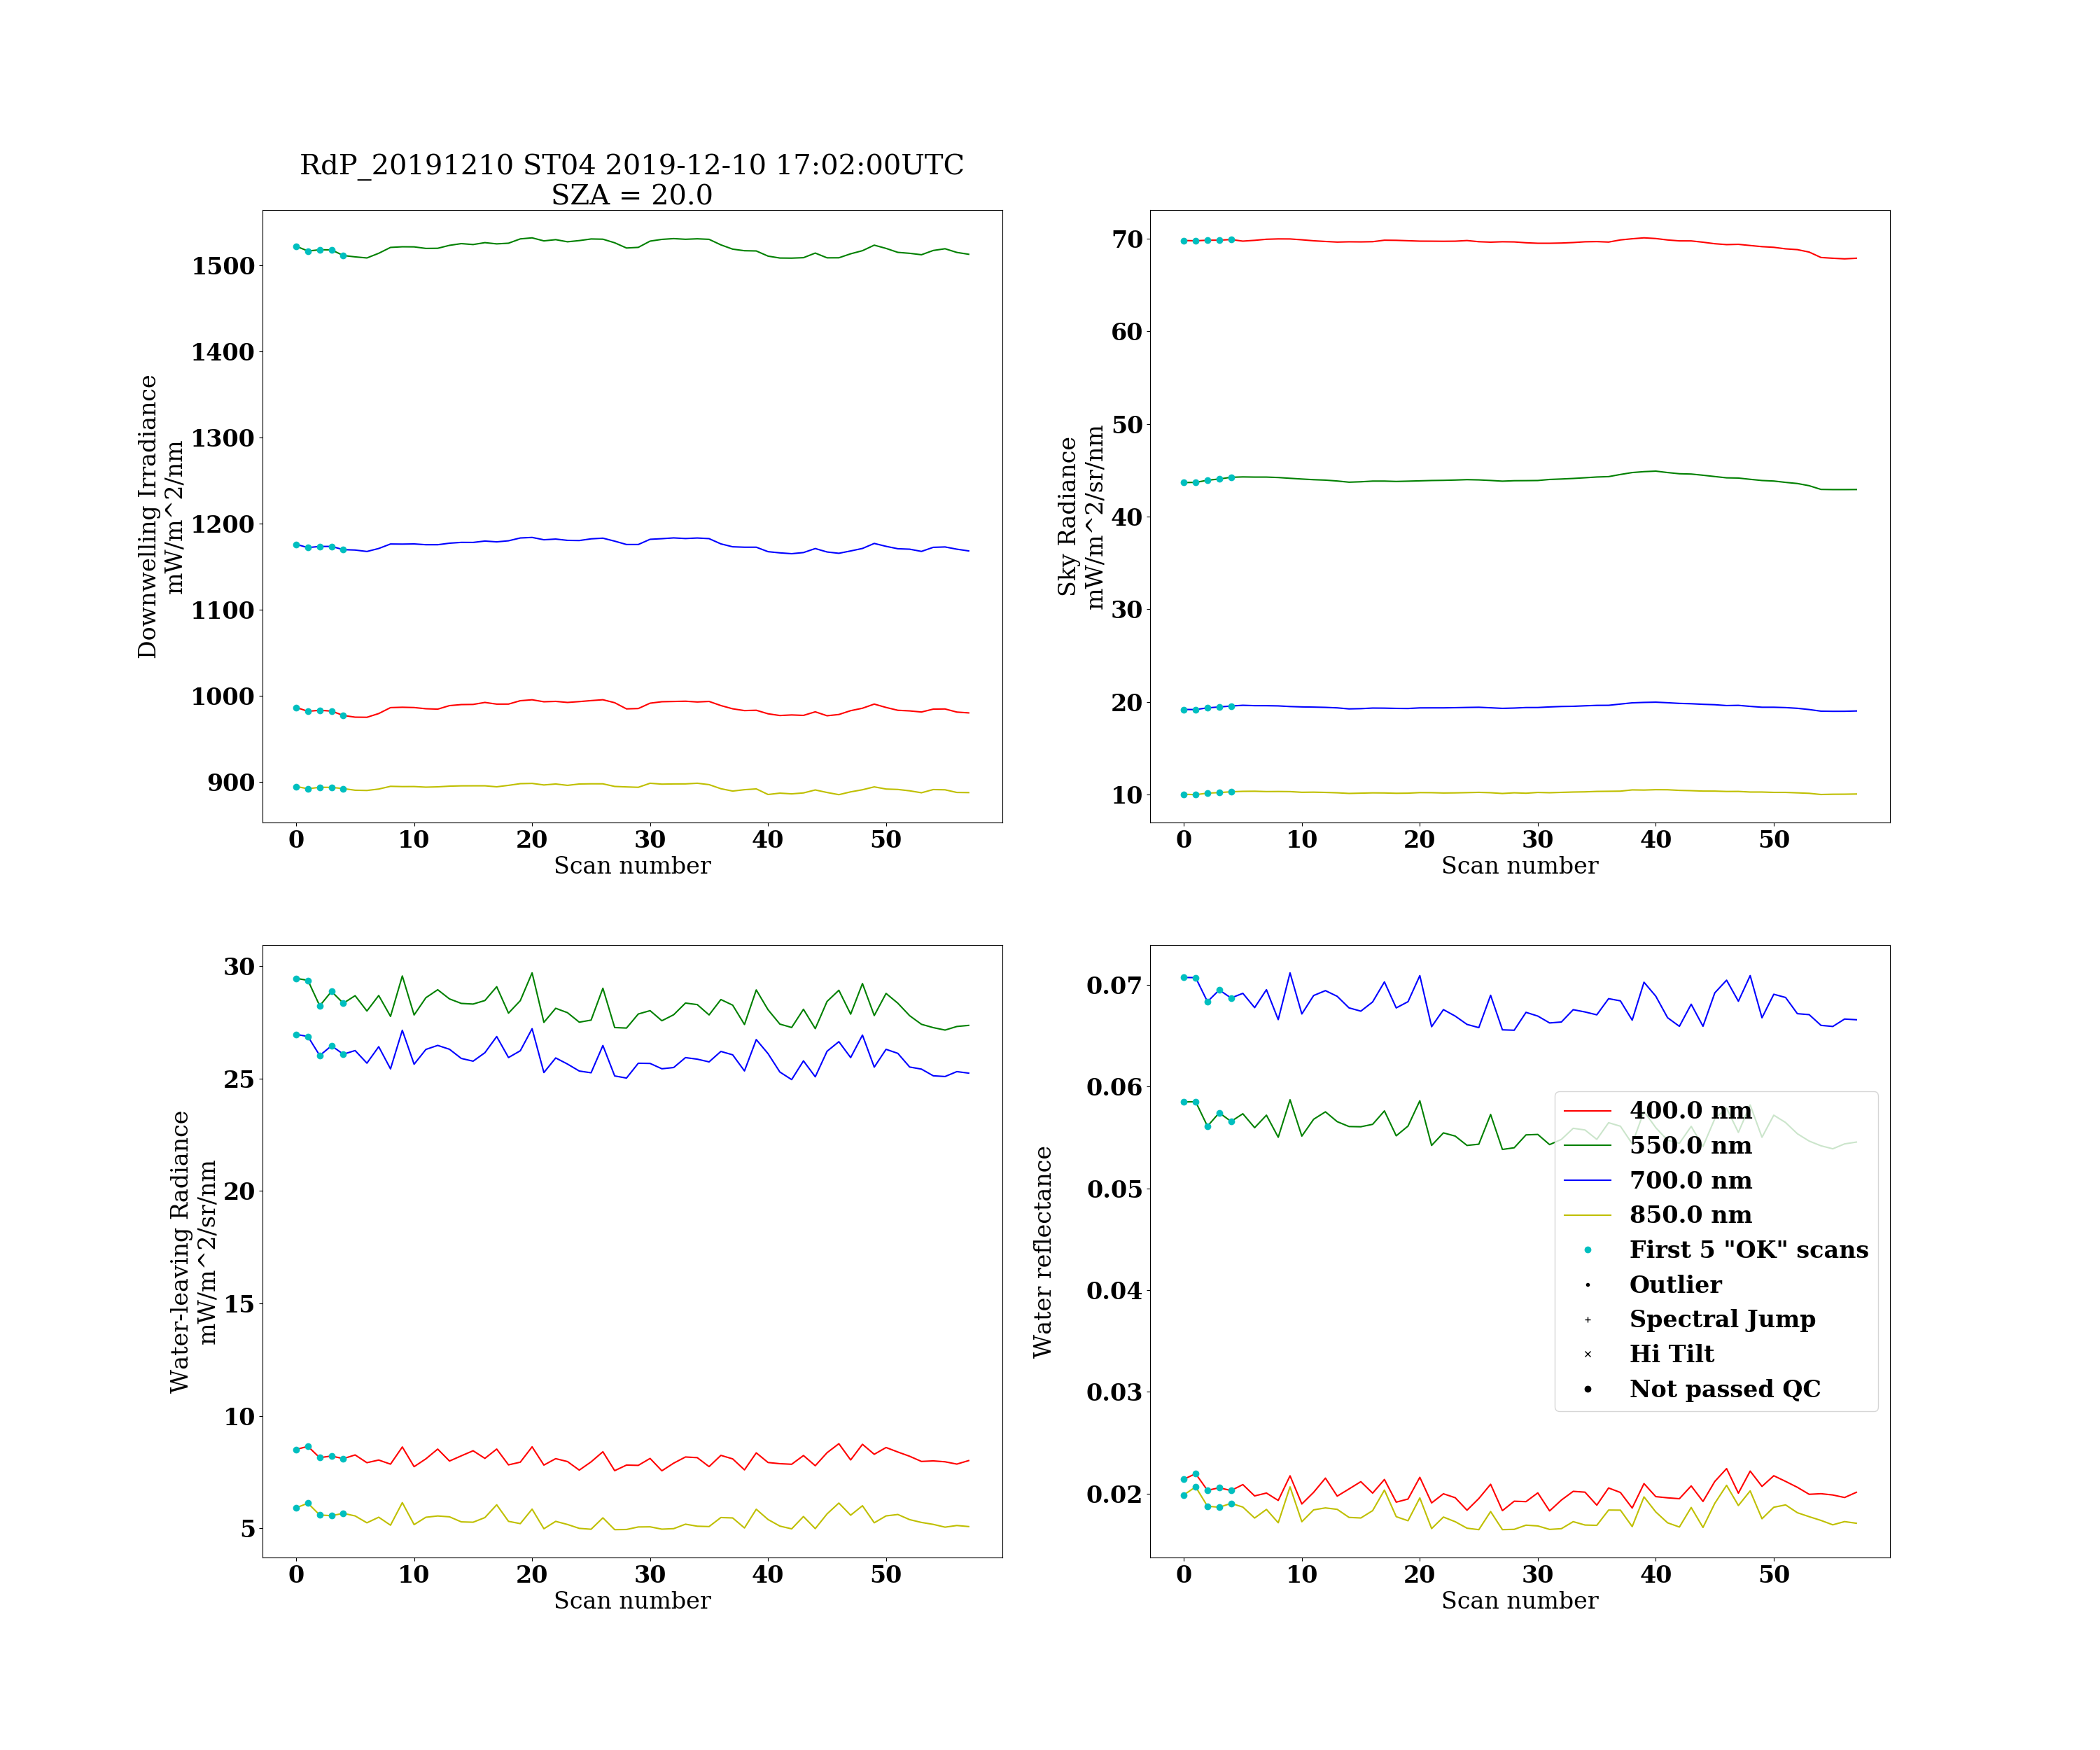 RdP_20191210 ST04 2019-12-10 17:02:00UTC
SZA = 20.0
Downwelling Irradiance
mW/m^2/nm
1500
1400
1300
1200
1100
1000
900
0 10 20 30 40 50
Scan number
Sky Radiance
mW/m^2/sr/nm
70
60
50
40
30
20
10
0 10 20 30 40 50
Scan number
Water-leaving Radiance
mW/m^2/sr/nm
30
25
20
15
10
5
0 10 20 30 40 50
Scan number
Water reflectance
0.07
0.06
0.05
0.04
0.03
0.02
400.0 nm
550.0 nm
700.0 nm
850.0 nm
First 5 "OK" scans
Outlier
Spectral Jump
Hi Tilt
Not passed QC
0 10 20 30 40 50
Scan number